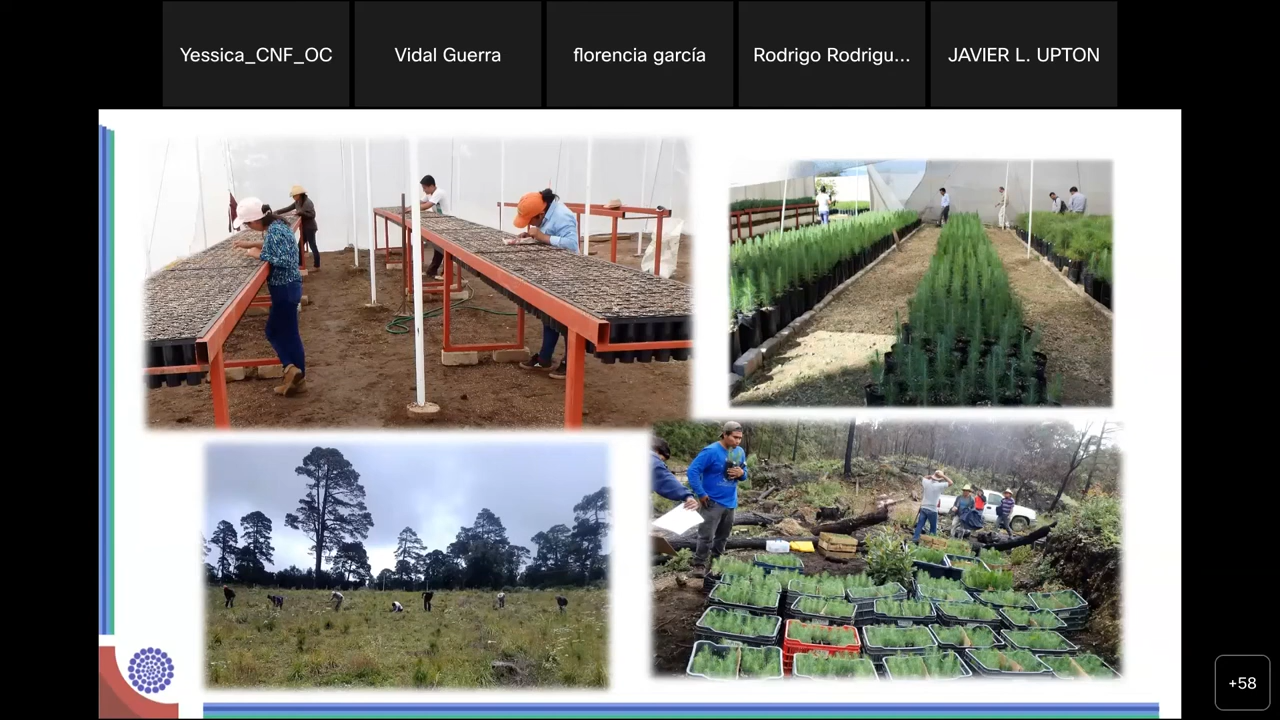 Yessica_CNF_OC
Vidal Guerra
florencia garcía
Rodrigo Rodrigu...
JAVIER L. UPTON
+58